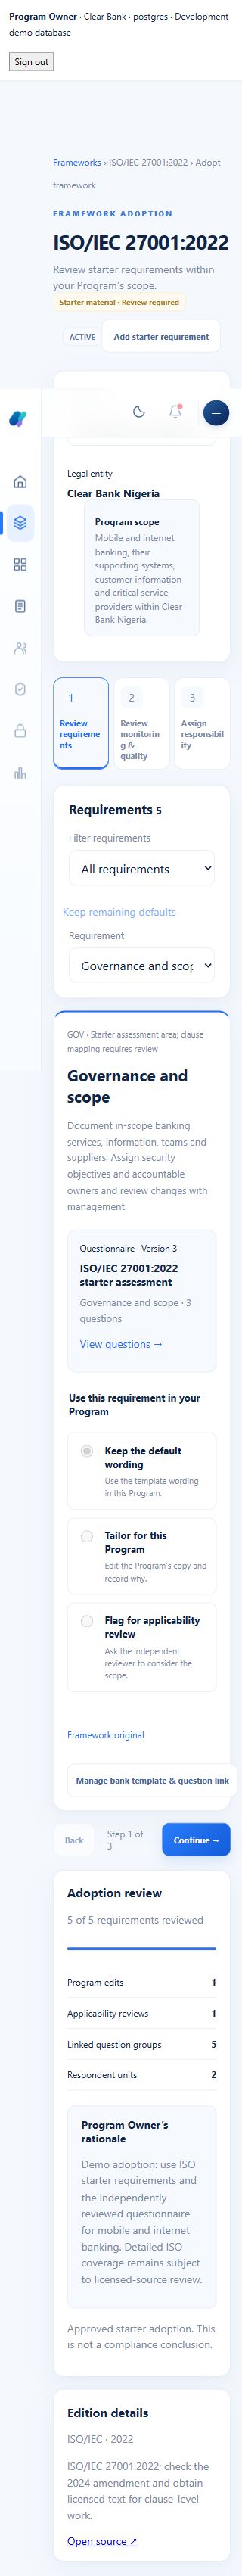 Program Owner · Clear Bank · postgres · Development
demo database
Sign out
Frameworks › ISO/IEC 27001:2022 › Adopt
framework
FRAMEWORK ADOPTION
ISO/IEC 27001:2022
Review starter requirements within
your Program's scope.
Starter material · Review required
ACTIVE
Add starter requirement
Legal entity
Clear Bank Nigeria
Program scope
Mobile and internet
banking, their
supporting systems,
customer information
and critical service
providers within Clear
Bank Nigeria.
1
Review
requireme
nts
2
Review
monitorin
g &
quality
3
Assign
responsibil
ity
Requirements 5
Filter requirements
All requirements
Keep remaining defaults
Requirement
Governance and scop
GOV · Starter assessment area; clause
mapping requires review
Governance and
scope
Document in-scope banking
services, information, teams and
suppliers. Assign security
objectives and accountable
owners and review changes with
management.
Questionnaire · Version 3
ISO/IEC 27001:2022
starter assessment
Governance and scope · 3
questions
View questions →
Use this requirement in your
Program
Keep the default
wording
Use the template wording
in this Program.
Tailor for this
Program
Edit the Program's copy and
record why.
Flag for applicability
review
Ask the independent
reviewer to consider the
scope.
Framework original
Manage bank template & question link
Back
Step 1 of
3
Continue →
Adoption review
5 of 5 requirements reviewed
Program edits 1
Applicability reviews 1
Linked question groups 5
Respondent units 2
Program Owner's
rationale
Demo adoption: use ISO
starter requirements and
the independently
reviewed questionnaire
for mobile and internet
banking. Detailed ISO
coverage remains subject
to licensed-source review.
Approved starter adoption. This
is not a compliance conclusion.
Edition details
ISO/IEC · 2022
ISO/IEC 27001:2022; check the
2024 amendment and obtain
licensed text for clause-level
work.
Open source ↗